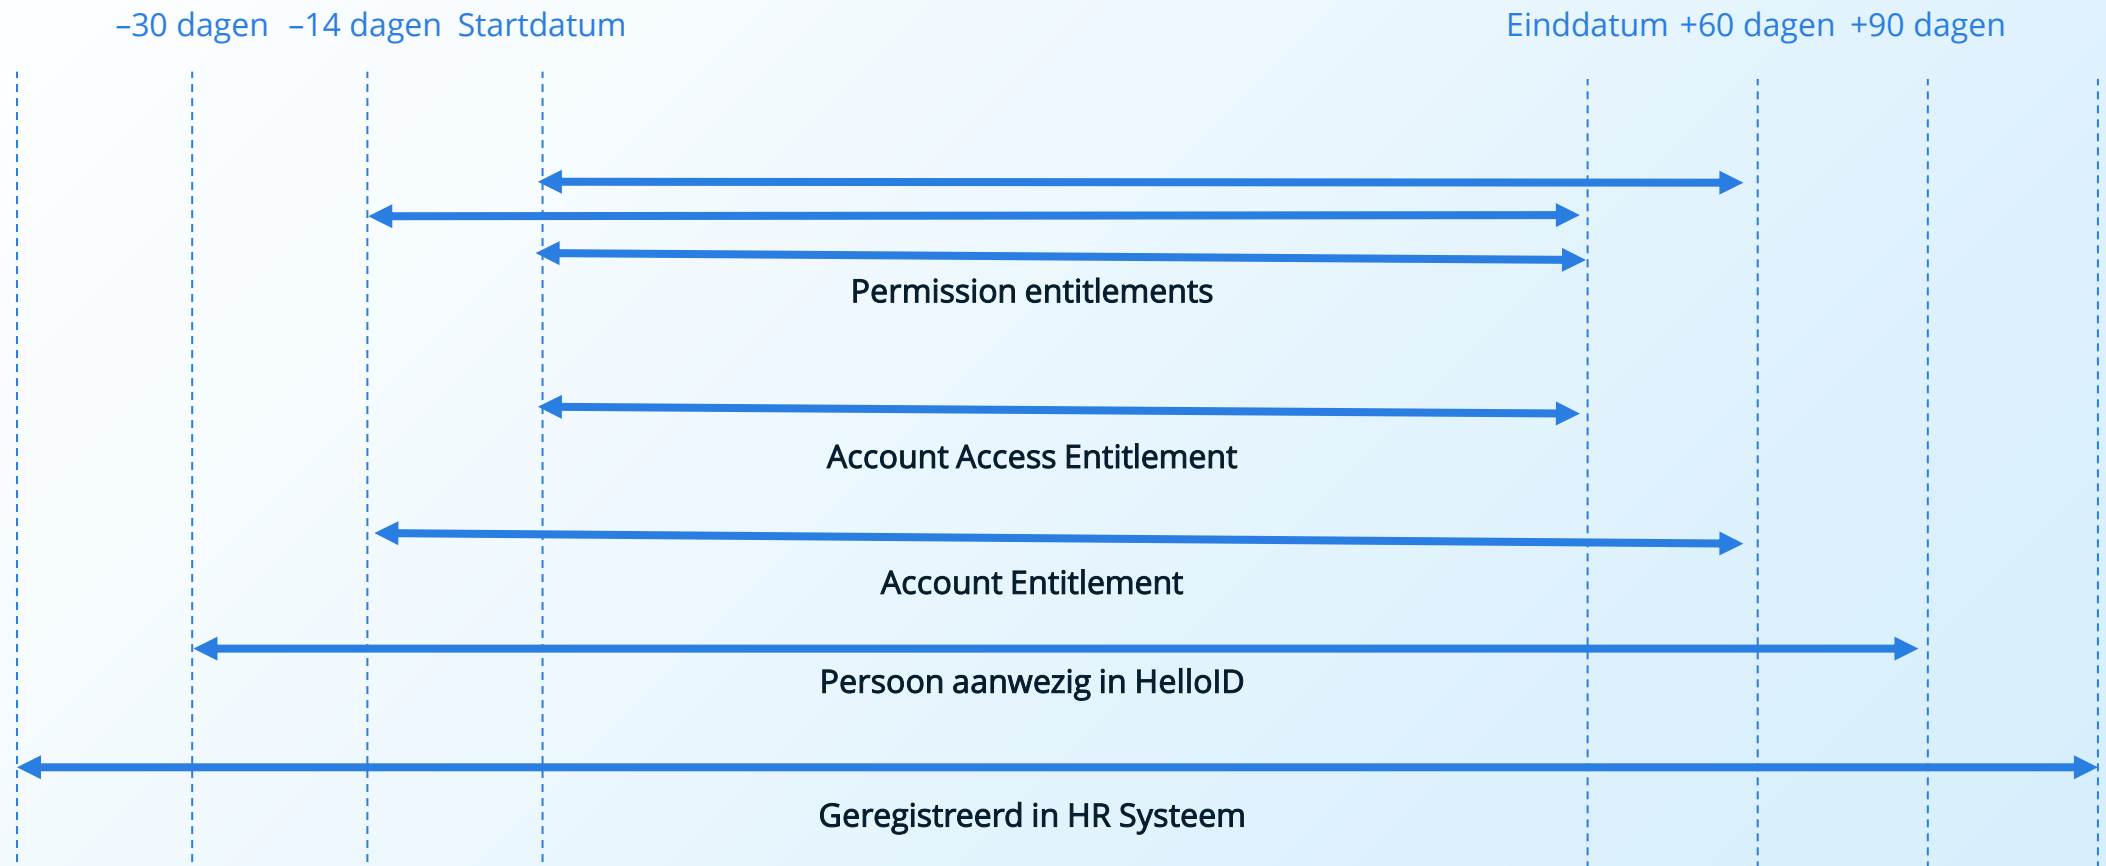 –30 dagen –14 dagen Startdatum Einddatum +60 dagen +90 dagen
Permission entitlements
Account Access Entitlement
Account Entitlement
Persoon aanwezig in HelloID
Geregistreerd in HR Systeem